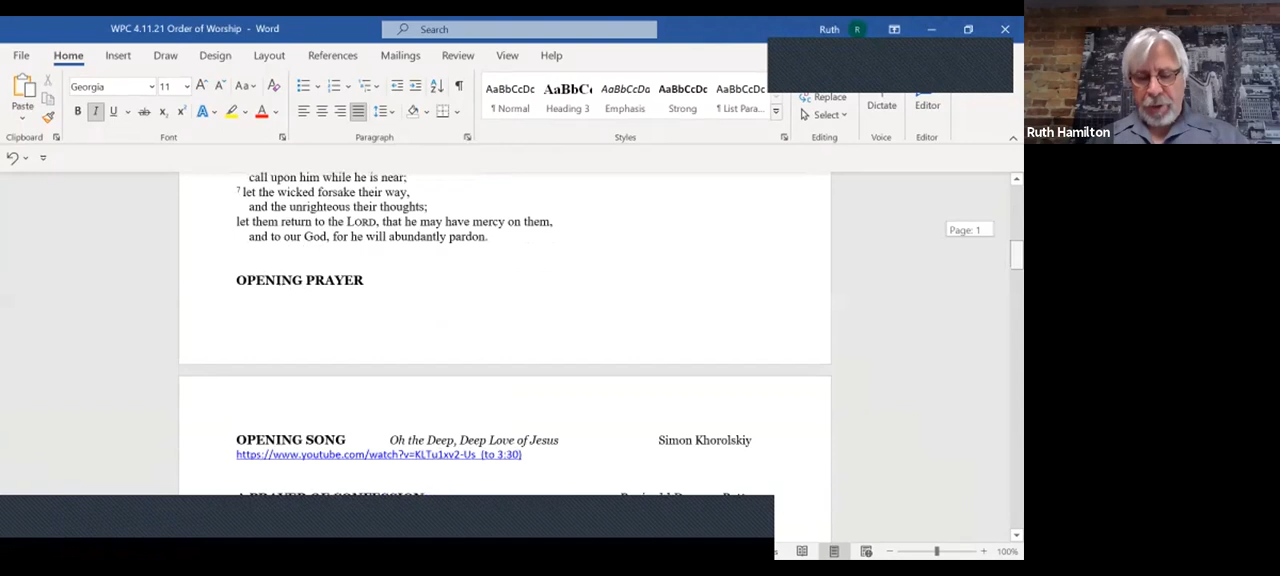 WPC 4.11.21 Order of Worship - Word
Search
Ruth R
File Home Insert Draw Design Layout References Mailings Review View Help
Paste
Georgia 11
AaBbCcDc AaBbC AaBbCcDc AaBbCcDc AaBbCcDc
¶ Normal Heading 3 Emphasis Strong ¶ List Para...
Replace
Select
Dictate
Editor
Clipboard Font Paragraph Styles Editing Voice Editor
Ruth Hamilton
call upon him while he is near;
7 let the wicked forsake their way,
and the unrighteous their thoughts;
let them return to the LORD, that he may have mercy on them,
and to our God, for he will abundantly pardon.
Page: 1
OPENING PRAYER
OPENING SONG Oh the Deep, Deep Love of Jesus Simon Khorolskiy
https://www.youtube.com/watch?v=KLTu1xv2-Us (to 3:30)
A PRAYER OF CONFESSION
100%